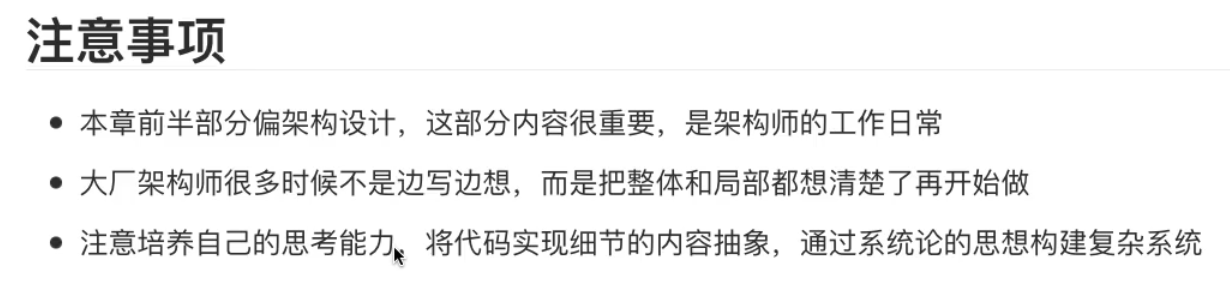 注意事项
本章前半部分偏架构设计，这部分内容很重要，是架构师的工作日常
大厂架构师很多时候不是边写边想，而是把整体和局部都想清楚了再开始做
注意培养自己的思考能力，将代码实现细节的内容抽象，通过系统论的思想构建复杂系统